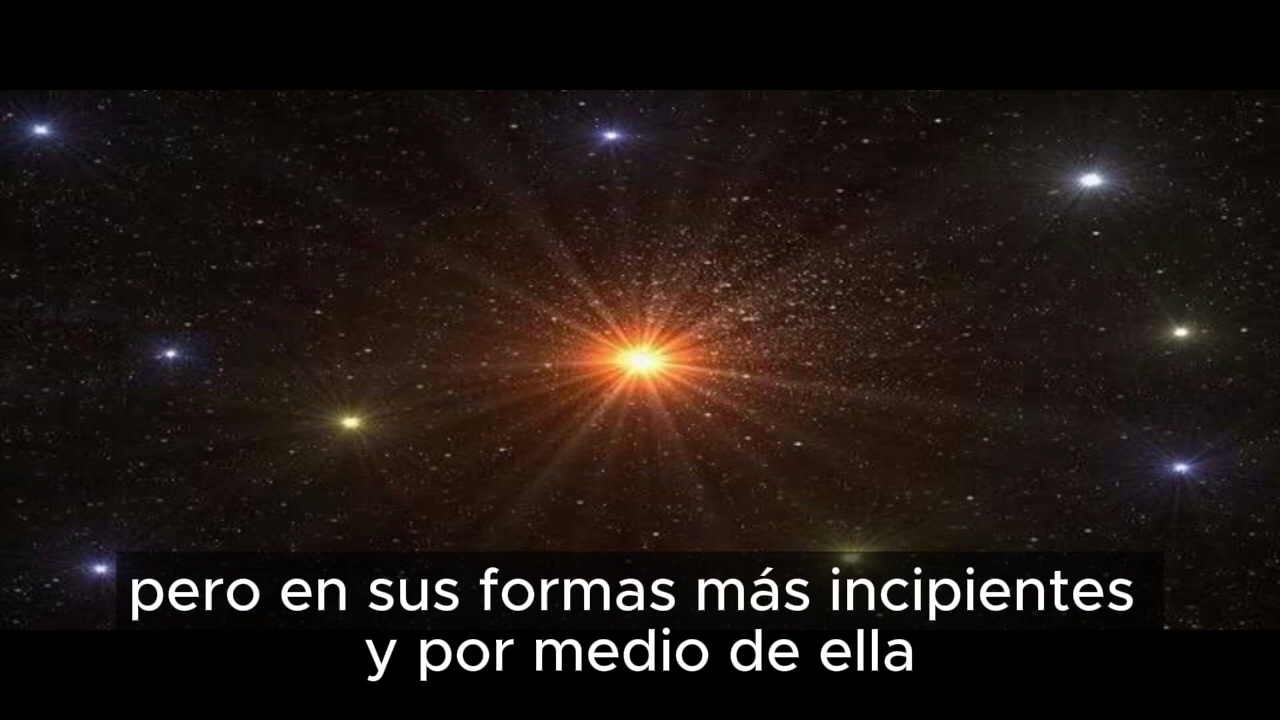 pero en sus formas más incipientes
y por medio de ella